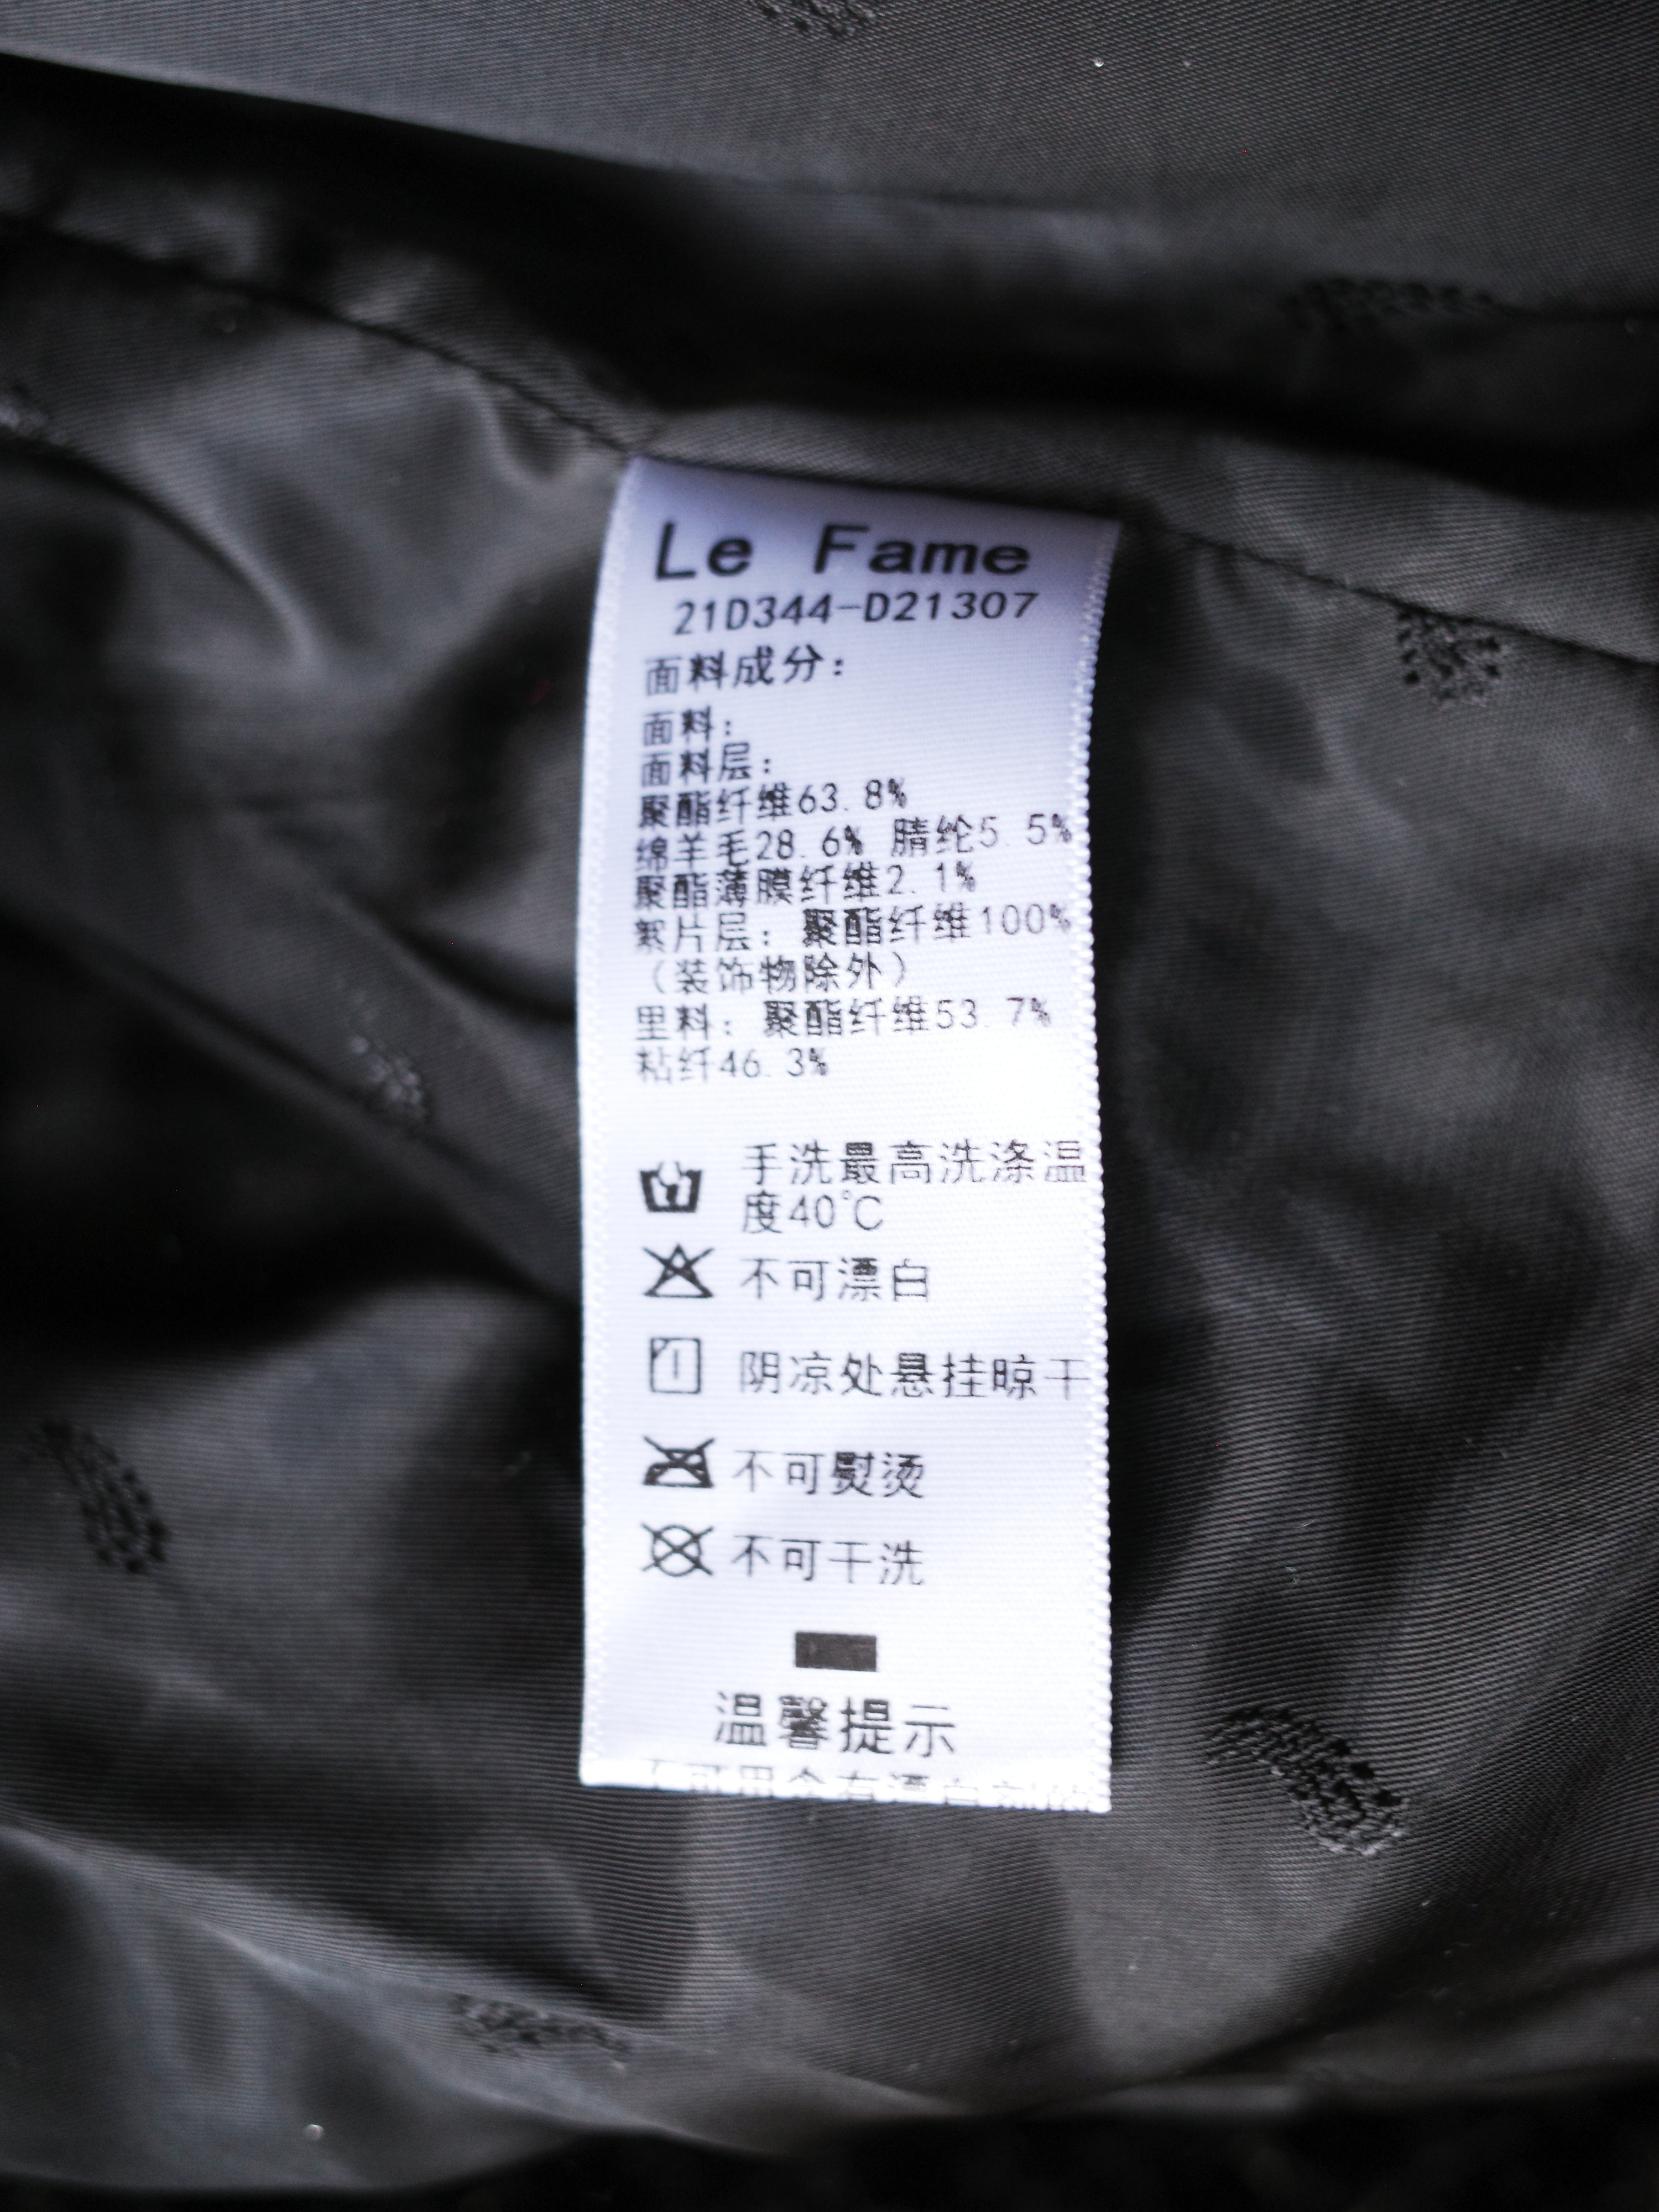 Le Fame
21D344-D21307
面料成分：
面料：
面料层：
聚酯纤维63.8%
绵羊毛28.6% 腈纶5.5%
聚酯薄膜纤维2.1%
絮片层：聚酯纤维100%
（装饰物除外）
里料：聚酯纤维53.7%
粘纤46.3%
手洗最高洗涤温
度40℃
不可漂白
阴凉处悬挂晾干
不可熨烫
不可干洗
温馨提示